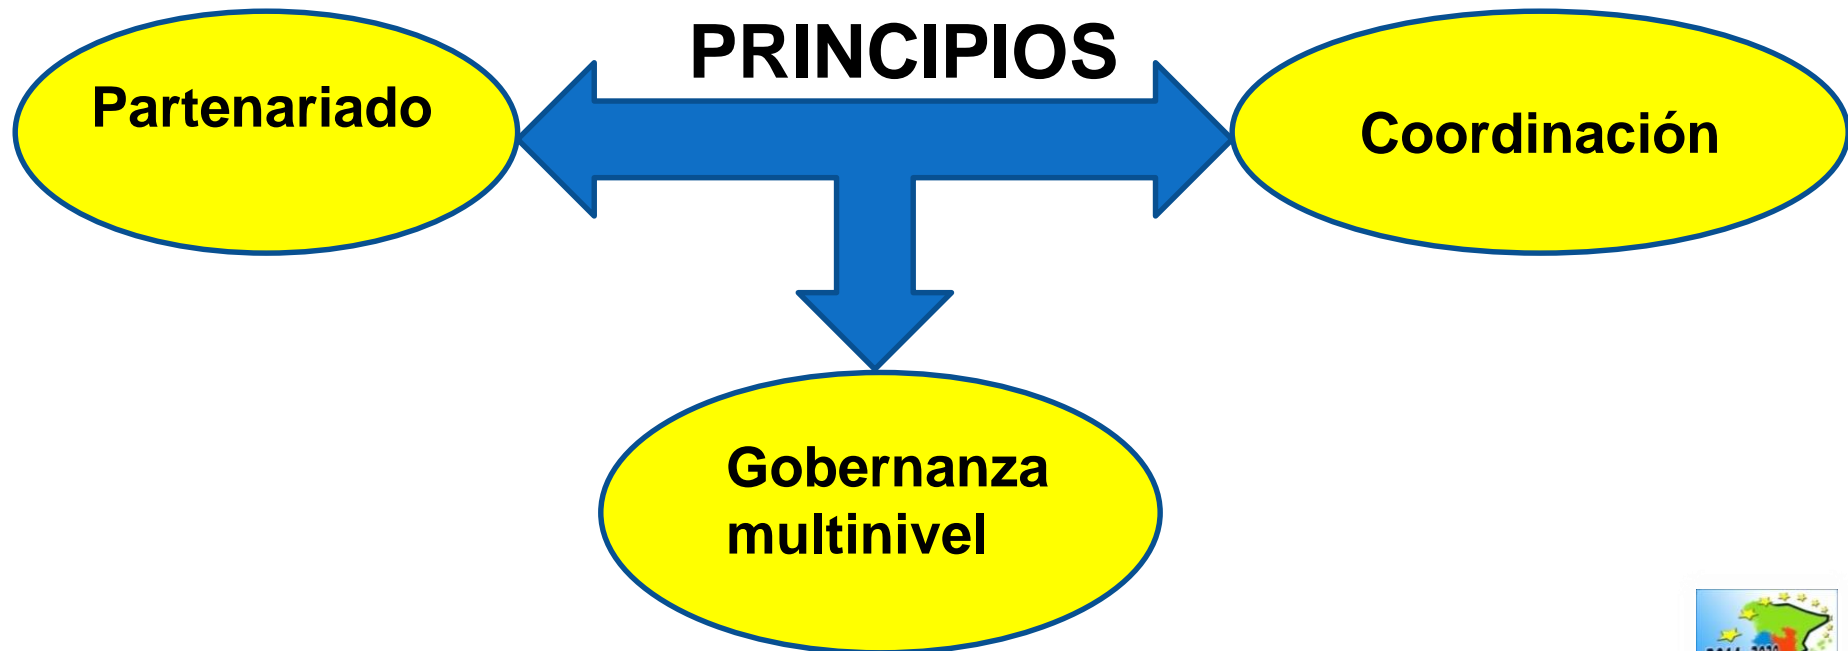 PRINCIPIOS
Partenariado
Coordinación
Gobernanza
multinivel